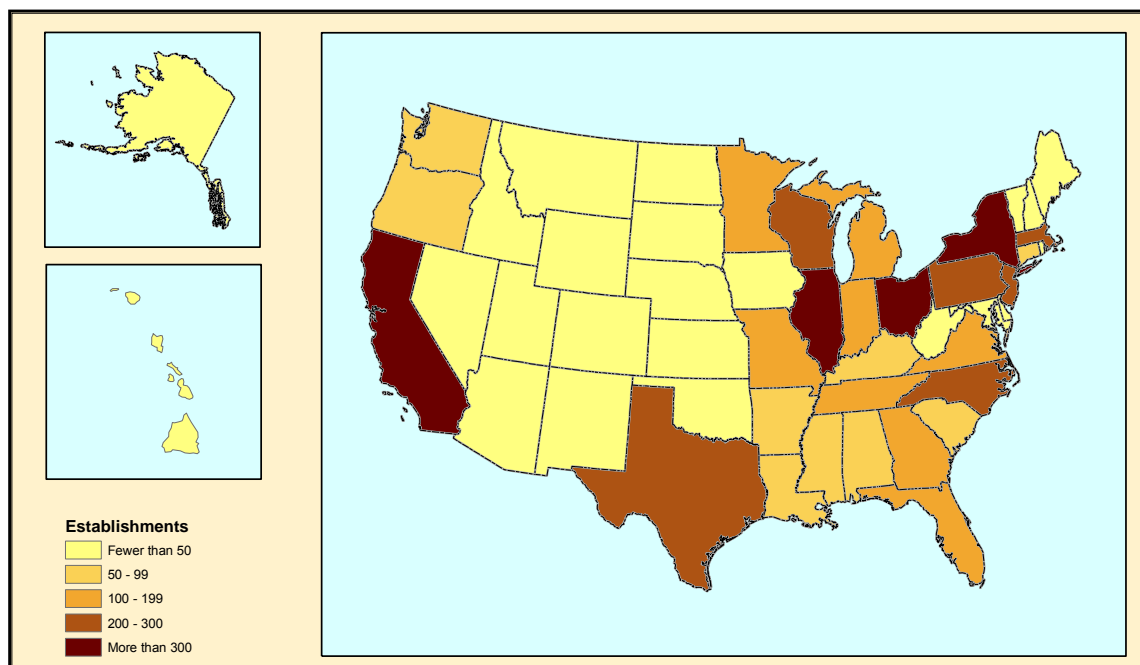 Establishments
Fewer than 50
50 - 99
100 - 199
200 - 300
More than 300